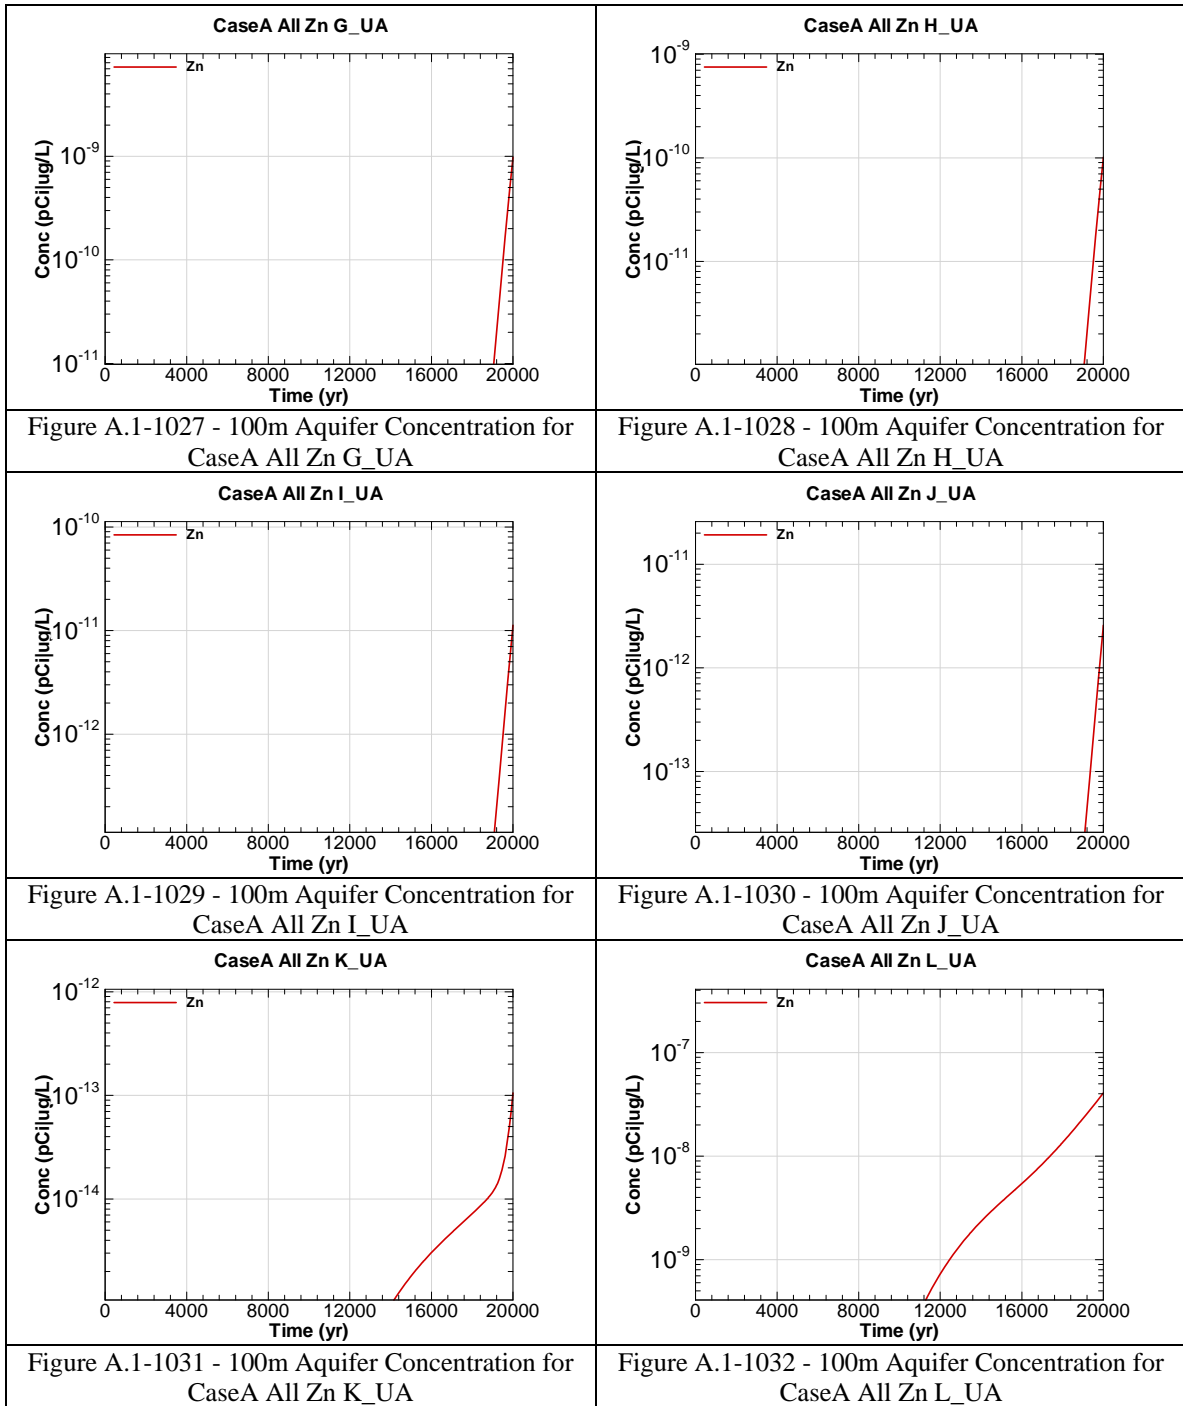 CaseA All Zn G_UA
Zn
Conc (pCi|ug/L)
10-9
10-10
10-11
0 4000 8000 12000 16000 20000
Time (yr)
Figure A.1-1027 - 100m Aquifer Concentration for
CaseA All Zn G_UA
CaseA All Zn H_UA
Zn
Conc (pCi|ug/L)
10-9
10-10
10-11
0 4000 8000 12000 16000 20000
Time (yr)
Figure A.1-1028 - 100m Aquifer Concentration for
CaseA All Zn H_UA
CaseA All Zn I_UA
Zn
Conc (pCi|ug/L)
10-10
10-11
10-12
0 4000 8000 12000 16000 20000
Time (yr)
Figure A.1-1029 - 100m Aquifer Concentration for
CaseA All Zn I_UA
CaseA All Zn J_UA
Zn
Conc (pCi|ug/L)
10-11
10-12
10-13
0 4000 8000 12000 16000 20000
Time (yr)
Figure A.1-1030 - 100m Aquifer Concentration for
CaseA All Zn J_UA
CaseA All Zn K_UA
Zn
Conc (pCi|ug/L)
10-12
10-13
10-14
0 4000 8000 12000 16000 20000
Time (yr)
Figure A.1-1031 - 100m Aquifer Concentration for
CaseA All Zn K_UA
CaseA All Zn L_UA
Zn
Conc (pCi|ug/L)
10-7
10-8
10-9
0 4000 8000 12000 16000 20000
Time (yr)
Figure A.1-1032 - 100m Aquifer Concentration for
CaseA All Zn L_UA